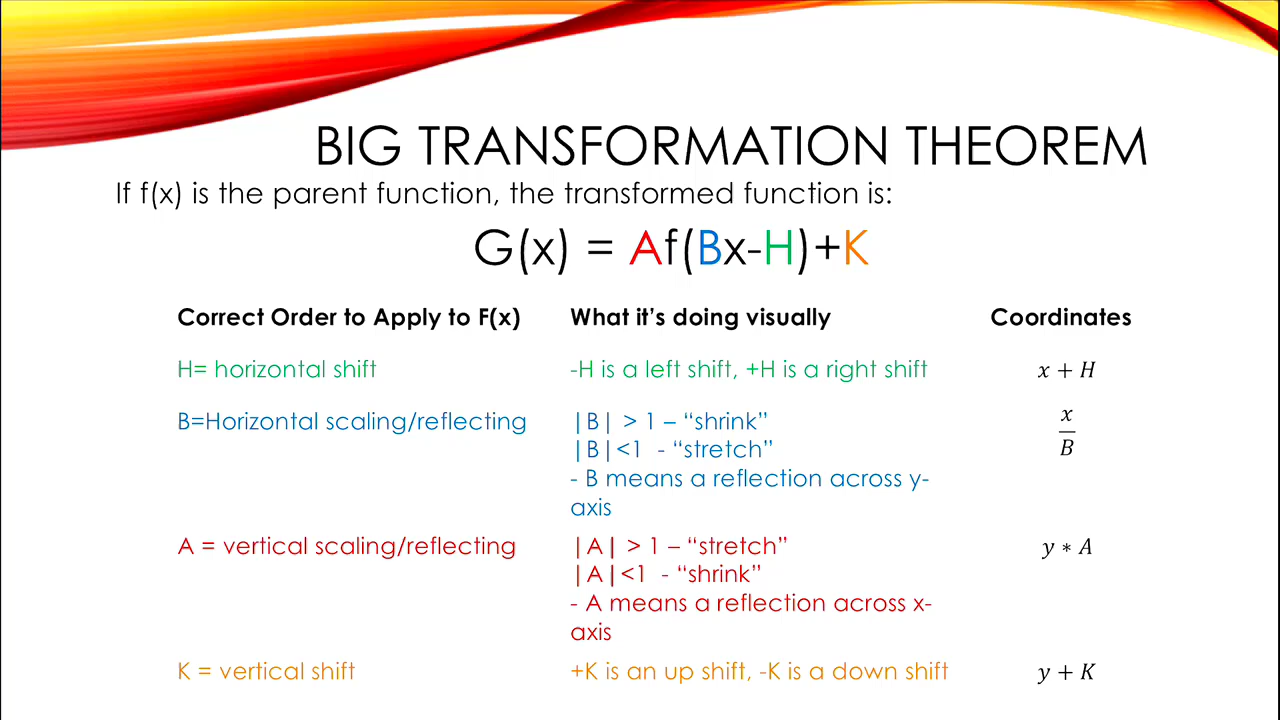 BIG TRANSFORMATION THEOREM
If f(x) is the parent function, the transformed function is:
G(x) = Af(Bx-H)+K
Correct Order to Apply to F(x) What it's doing visually Coordinates
H= horizontal shift -H is a left shift, +H is a right shift x + H
B=Horizontal scaling/reflecting |B| > 1 – “shrink” x/B
|B|<1 - “stretch”
- B means a reflection across y-
axis
A = vertical scaling/reflecting |A| > 1 – “stretch” y * A
|A|<1 - “shrink”
- A means a reflection across x-
axis
K = vertical shift +K is an up shift, -K is a down shift y + K